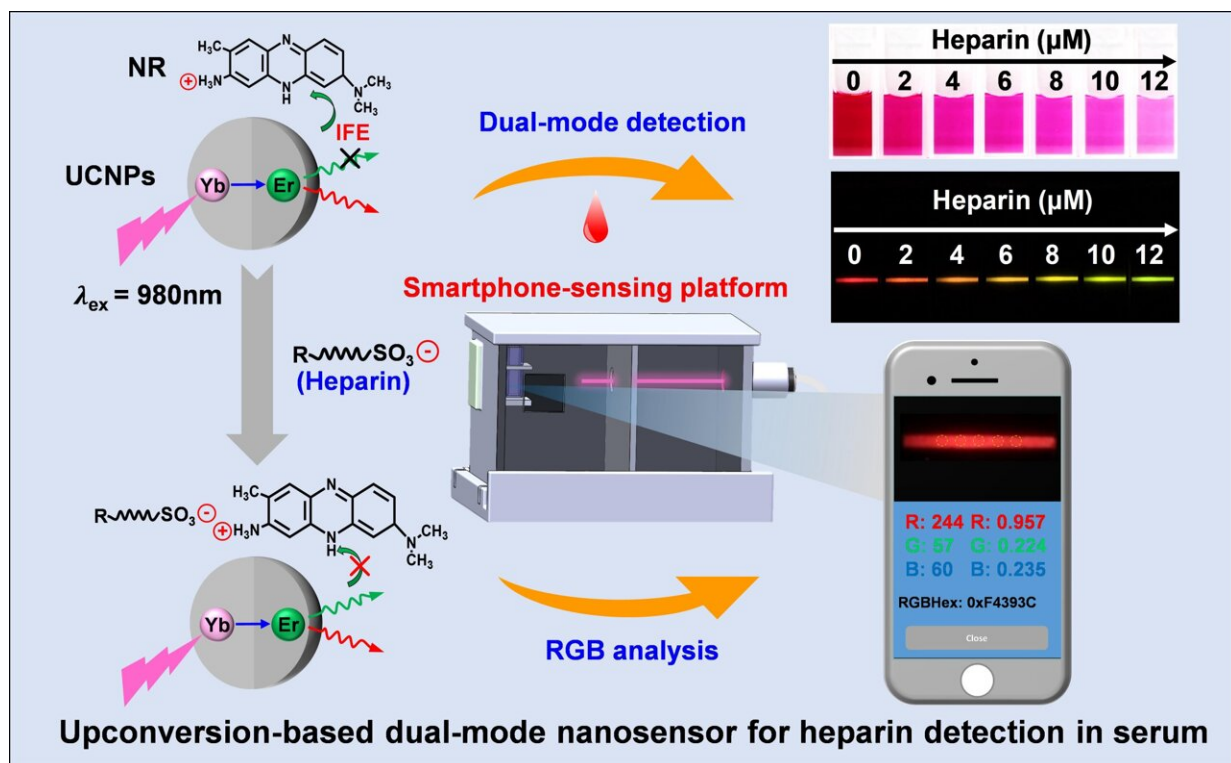 NR
H₃C
N
⊕H₃N
N
H
N
CH₃
CH₃
IFE
UCNPs
Yb
Er
λex = 980nm
R SO₃⊖
(Heparin)
R SO₃⊖
H₃C
N
⊕H₃N
N
H
N
CH₃
CH₃
Yb
Er
Dual-mode detection
Smartphone-sensing platform
RGB analysis
Heparin (μM)
0 2 4 6 8 10 12
Heparin (μM)
0 2 4 6 8 10 12
R: 244 R: 0.957
G: 57 G: 0.224
B: 60 B: 0.235
RGBHex: 0xF4393C
Close
Upconversion-based dual-mode nanosensor for heparin detection in serum